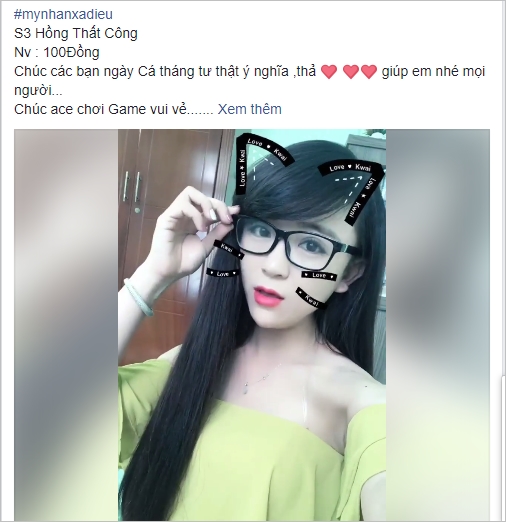 #mynhanxadieu
S3 Hồng Thất Công
Nv : 100Đồng
Chúc các bạn ngày Cá tháng tư thật ý nghĩa ,thả ❤️ ❤️❤️ giúp em nhé mọi
người...
Chúc ace chơi Game vui vẻ....... Xem thêm
Love ♥ Kwai
Love ♥ Kwai
Love ♥ Kwai
Love ♥ Kwai
Kwai
♥ Love ♥
♥ Love ♥
♥ Kwai